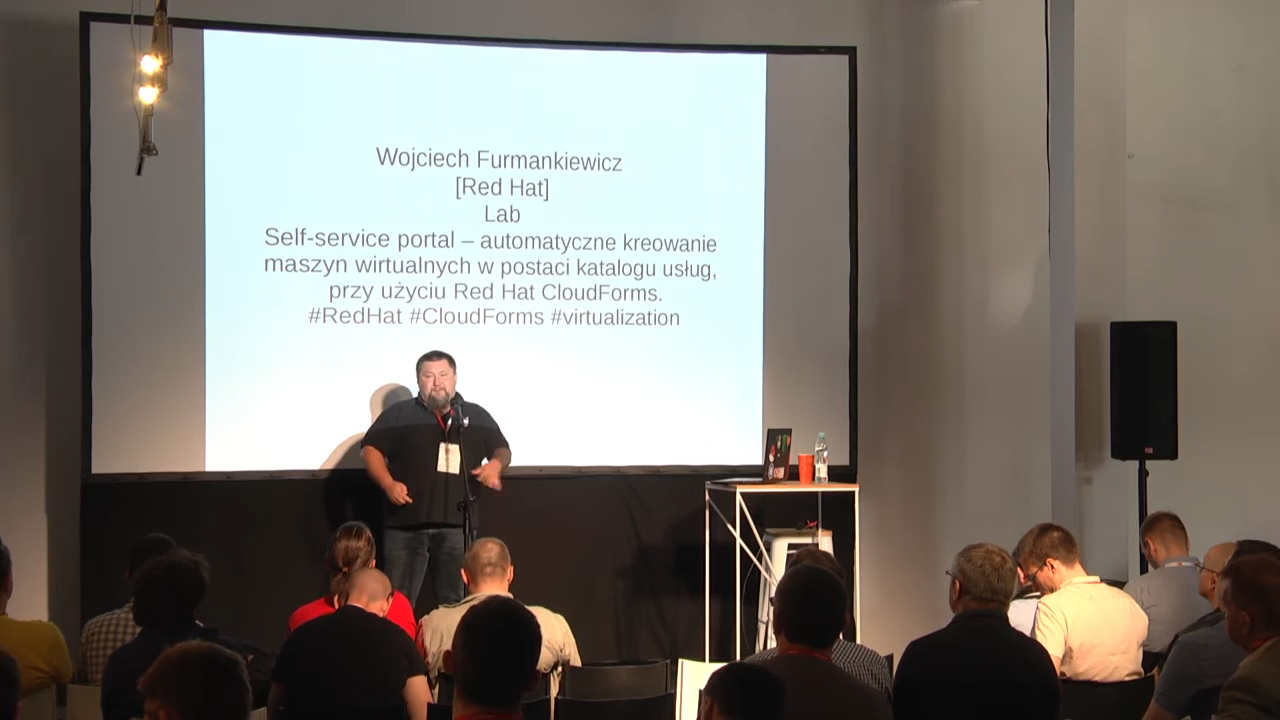 Wojciech Furmankiewicz
[Red Hat]
Lab
Self-service portal – automatyczne kreowanie
maszyn wirtualnych w postaci katalogu usług,
przy użyciu Red Hat CloudForms.
#RedHat #CloudForms #virtualization